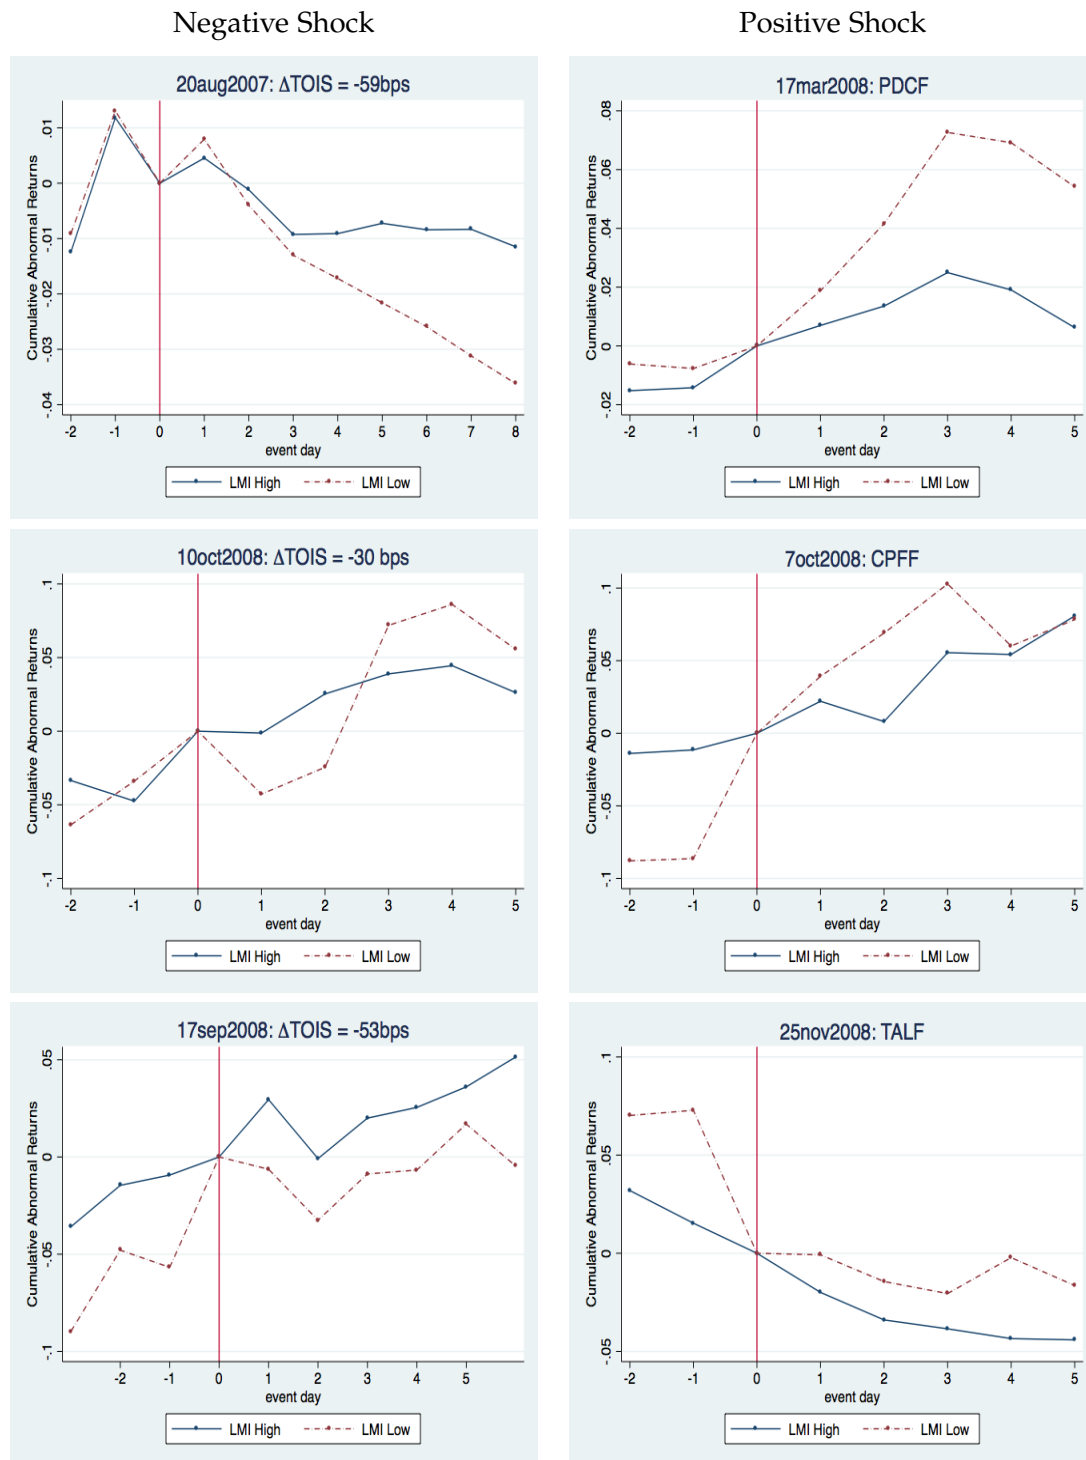 Negative Shock
Positive Shock
20aug2007: ΔTOIS = -59bps
Cumulative Abnormal Returns
.01
0
-.01
-.02
-.03
-.04
-2 -1 0 1 2 3 4 5 6 7 8
event day
LMI High LMI Low
17mar2008: PDCF
Cumulative Abnormal Returns
.08
.06
.04
.02
0
-.02
-2 -1 0 1 2 3 4 5
event day
LMI High LMI Low
10oct2008: ΔTOIS = -30 bps
Cumulative Abnormal Returns
.1
.05
0
-.05
-.1
-2 -1 0 1 2 3 4 5
event day
LMI High LMI Low
7oct2008: CPFF
Cumulative Abnormal Returns
.1
.05
0
-.05
-.1
-2 -1 0 1 2 3 4 5
event day
LMI High LMI Low
17sep2008: ΔTOIS = -53bps
Cumulative Abnormal Returns
.05
0
-.05
-.1
-2 -1 0 1 2 3 4 5
event day
LMI High LMI Low
25nov2008: TALF
Cumulative Abnormal Returns
.1
.05
0
-.05
-2 -1 0 1 2 3 4 5
event day
LMI High LMI Low